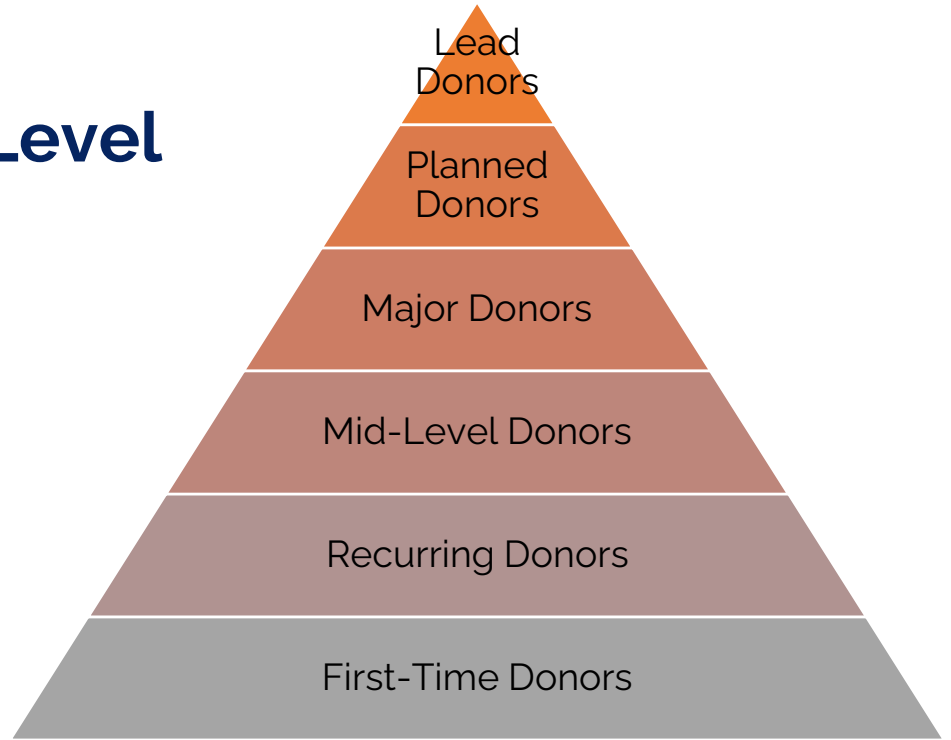 Lead
Donors
Level
Planned
Donors
Major Donors
Mid-Level Donors
Recurring Donors
First-Time Donors